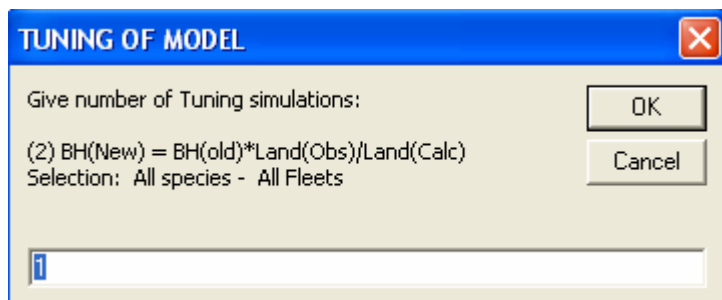 TUNING OF MODEL
Give number of Tuning simulations:
OK
(2) BH(New) = BH(old)*Land(Obs)/Land(Calc)
Cancel
Selection: All species - All Fleets
1